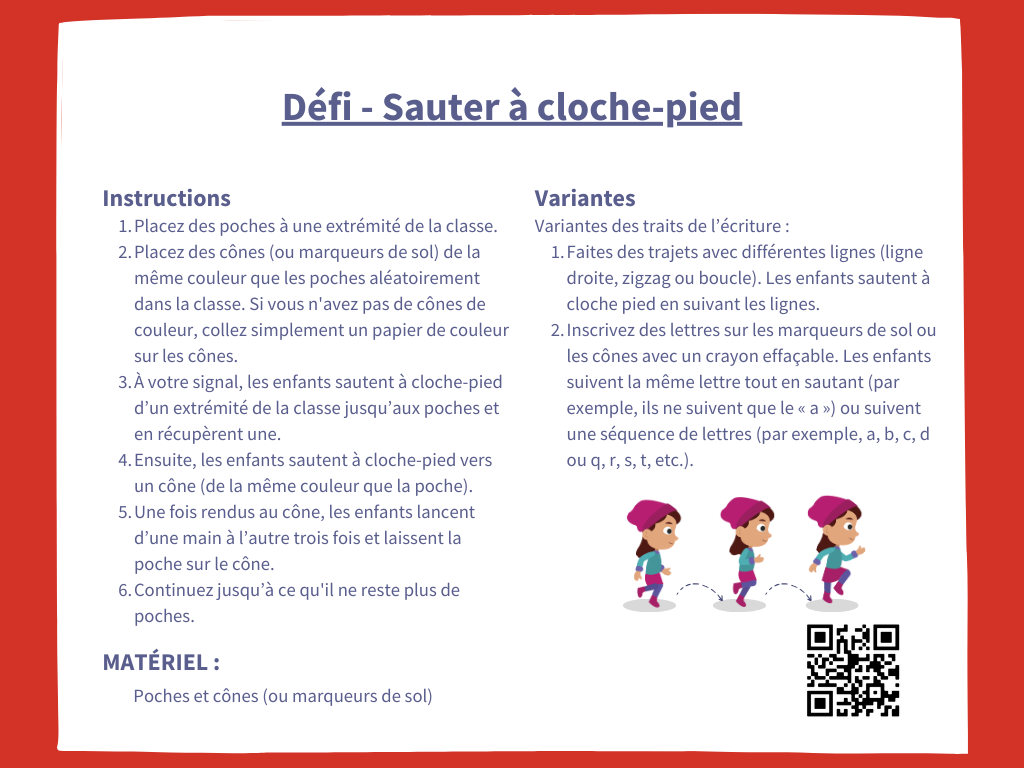 Défi - Sauter à cloche-pied
Instructions
1. Placez des poches à une extrémité de la classe.
2. Placez des cônes (ou marqueurs de sol) de la
même couleur que les poches aléatoirement
dans la classe. Si vous n'avez pas de cônes de
couleur, collez simplement un papier de couleur
sur les cônes.
3. À votre signal, les enfants sautent à cloche-pied
d’un extrémité de la classe jusqu’aux poches et
en récupèrent une.
4. Ensuite, les enfants sautent à cloche-pied vers
un cône (de la même couleur que la poche).
5. Une fois rendus au cône, les enfants lancent
d’une main à l’autre trois fois et laissent la
poche sur le cône.
6. Continuez jusqu’à ce qu'il ne reste plus de
poches.
MATÉRIEL :
Poches et cônes (ou marqueurs de sol)
Variantes
Variantes des traits de l’écriture :
1. Faites des trajets avec différentes lignes (ligne
droite, zigzag ou boucle). Les enfants sautent à
cloche pied en suivant les lignes.
2. Inscrivez des lettres sur les marqueurs de sol ou
les cônes avec un crayon effaçable. Les enfants
suivent la même lettre tout en sautant (par
exemple, ils ne suivent que le « a ») ou suivent
une séquence de lettres (par exemple, a, b, c, d
ou q, r, s, t, etc.).